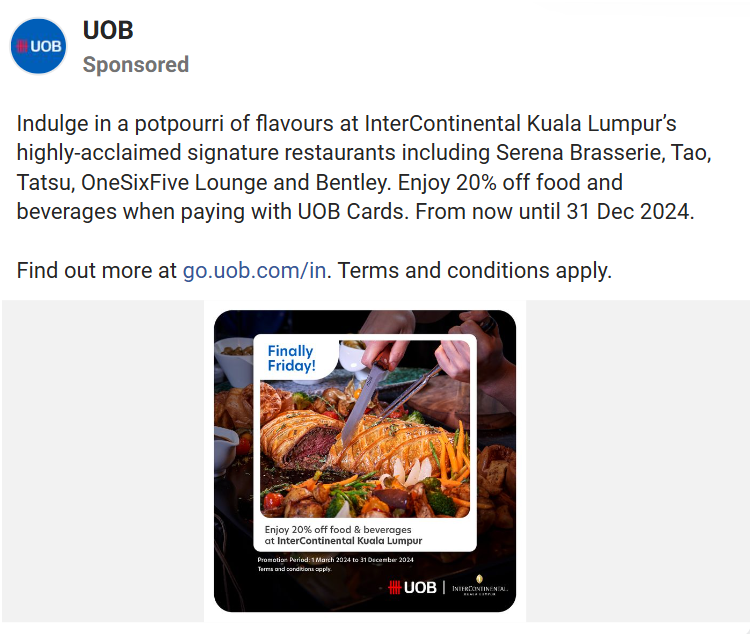 UOB
UOB
Sponsored
Indulge in a potpourri of flavours at InterContinental Kuala Lumpur’s
highly-acclaimed signature restaurants including Serena Brasserie, Tao,
Tatsu, OneSixFive Lounge and Bentley. Enjoy 20% off food and
beverages when paying with UOB Cards. From now until 31 Dec 2024.
Find out more at go.uob.com/in. Terms and conditions apply.
Finally
Friday!
Enjoy 20% off food & beverages
at InterContinental Kuala Lumpur
Promotion Period: 1 March 2024 to 31 December 2024
Terms and conditions apply.
UOB | INTERCONTINENTAL.
KUALA LUMPUR